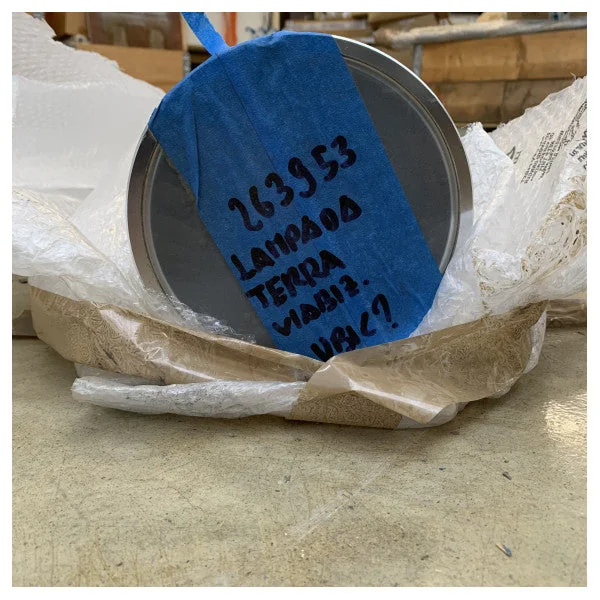 263953
LAMPADA
TERRA
VIABIZ.
UBIC?